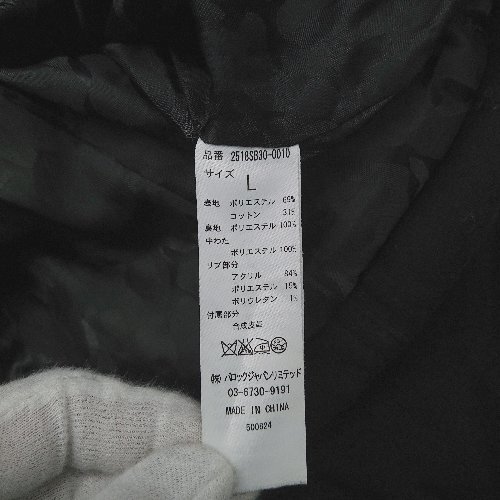 品番 2518SB30-0010
サイズ
L
表地 ポリエステル 69%
コットン 31%
裏地 ポリエステル 100%
中わた
ポリエステル 100%
リブ部分
アクリル 84%
ポリエステル 15%
ポリウレタン 1%
付属部分
合成皮革
㈱バロックジャパンリミテッド
03-6730-9191
MADE IN CHINA
500624